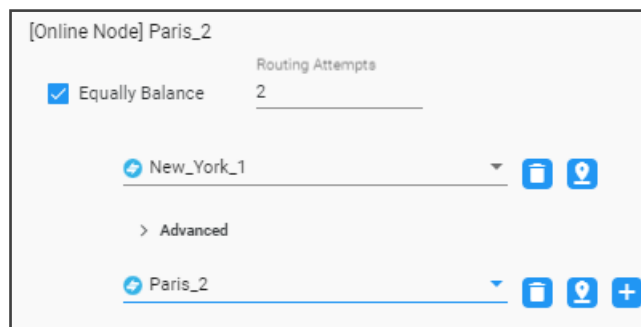 [Online Node] Paris_2
Routing Attempts
Equally Balance
2
New_York_1
Advanced
Paris_2